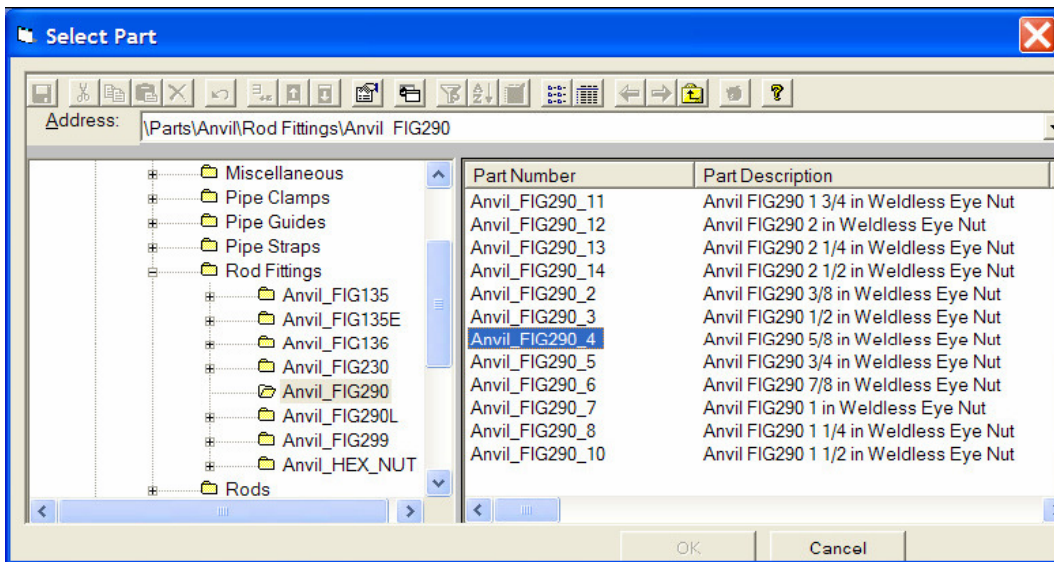 Select Part
Address: \Parts\Anvil\Rod Fittings\Anvil_FIG290
Miscellaneous
Pipe Clamps
Pipe Guides
Pipe Straps
Rod Fittings
Anvil_FIG135
Anvil_FIG135E
Anvil_FIG136
Anvil_FIG230
Anvil_FIG290
Anvil_FIG290L
Anvil_FIG299
Anvil_HEX_NUT
Rods
Part Number Part Description
Anvil_FIG290_11 Anvil FIG290 1 3/4 in Weldless Eye Nut
Anvil_FIG290_12 Anvil FIG290 2 in Weldless Eye Nut
Anvil_FIG290_13 Anvil FIG290 2 1/4 in Weldless Eye Nut
Anvil_FIG290_14 Anvil FIG290 2 1/2 in Weldless Eye Nut
Anvil_FIG290_2 Anvil FIG290 3/8 in Weldless Eye Nut
Anvil_FIG290_3 Anvil FIG290 1/2 in Weldless Eye Nut
Anvil_FIG290_4 Anvil FIG290 5/8 in Weldless Eye Nut
Anvil_FIG290_5 Anvil FIG290 3/4 in Weldless Eye Nut
Anvil_FIG290_6 Anvil FIG290 7/8 in Weldless Eye Nut
Anvil_FIG290_7 Anvil FIG290 1 in Weldless Eye Nut
Anvil_FIG290_8 Anvil FIG290 1 1/4 in Weldless Eye Nut
Anvil_FIG290_10 Anvil FIG290 1 1/2 in Weldless Eye Nut
OK Cancel